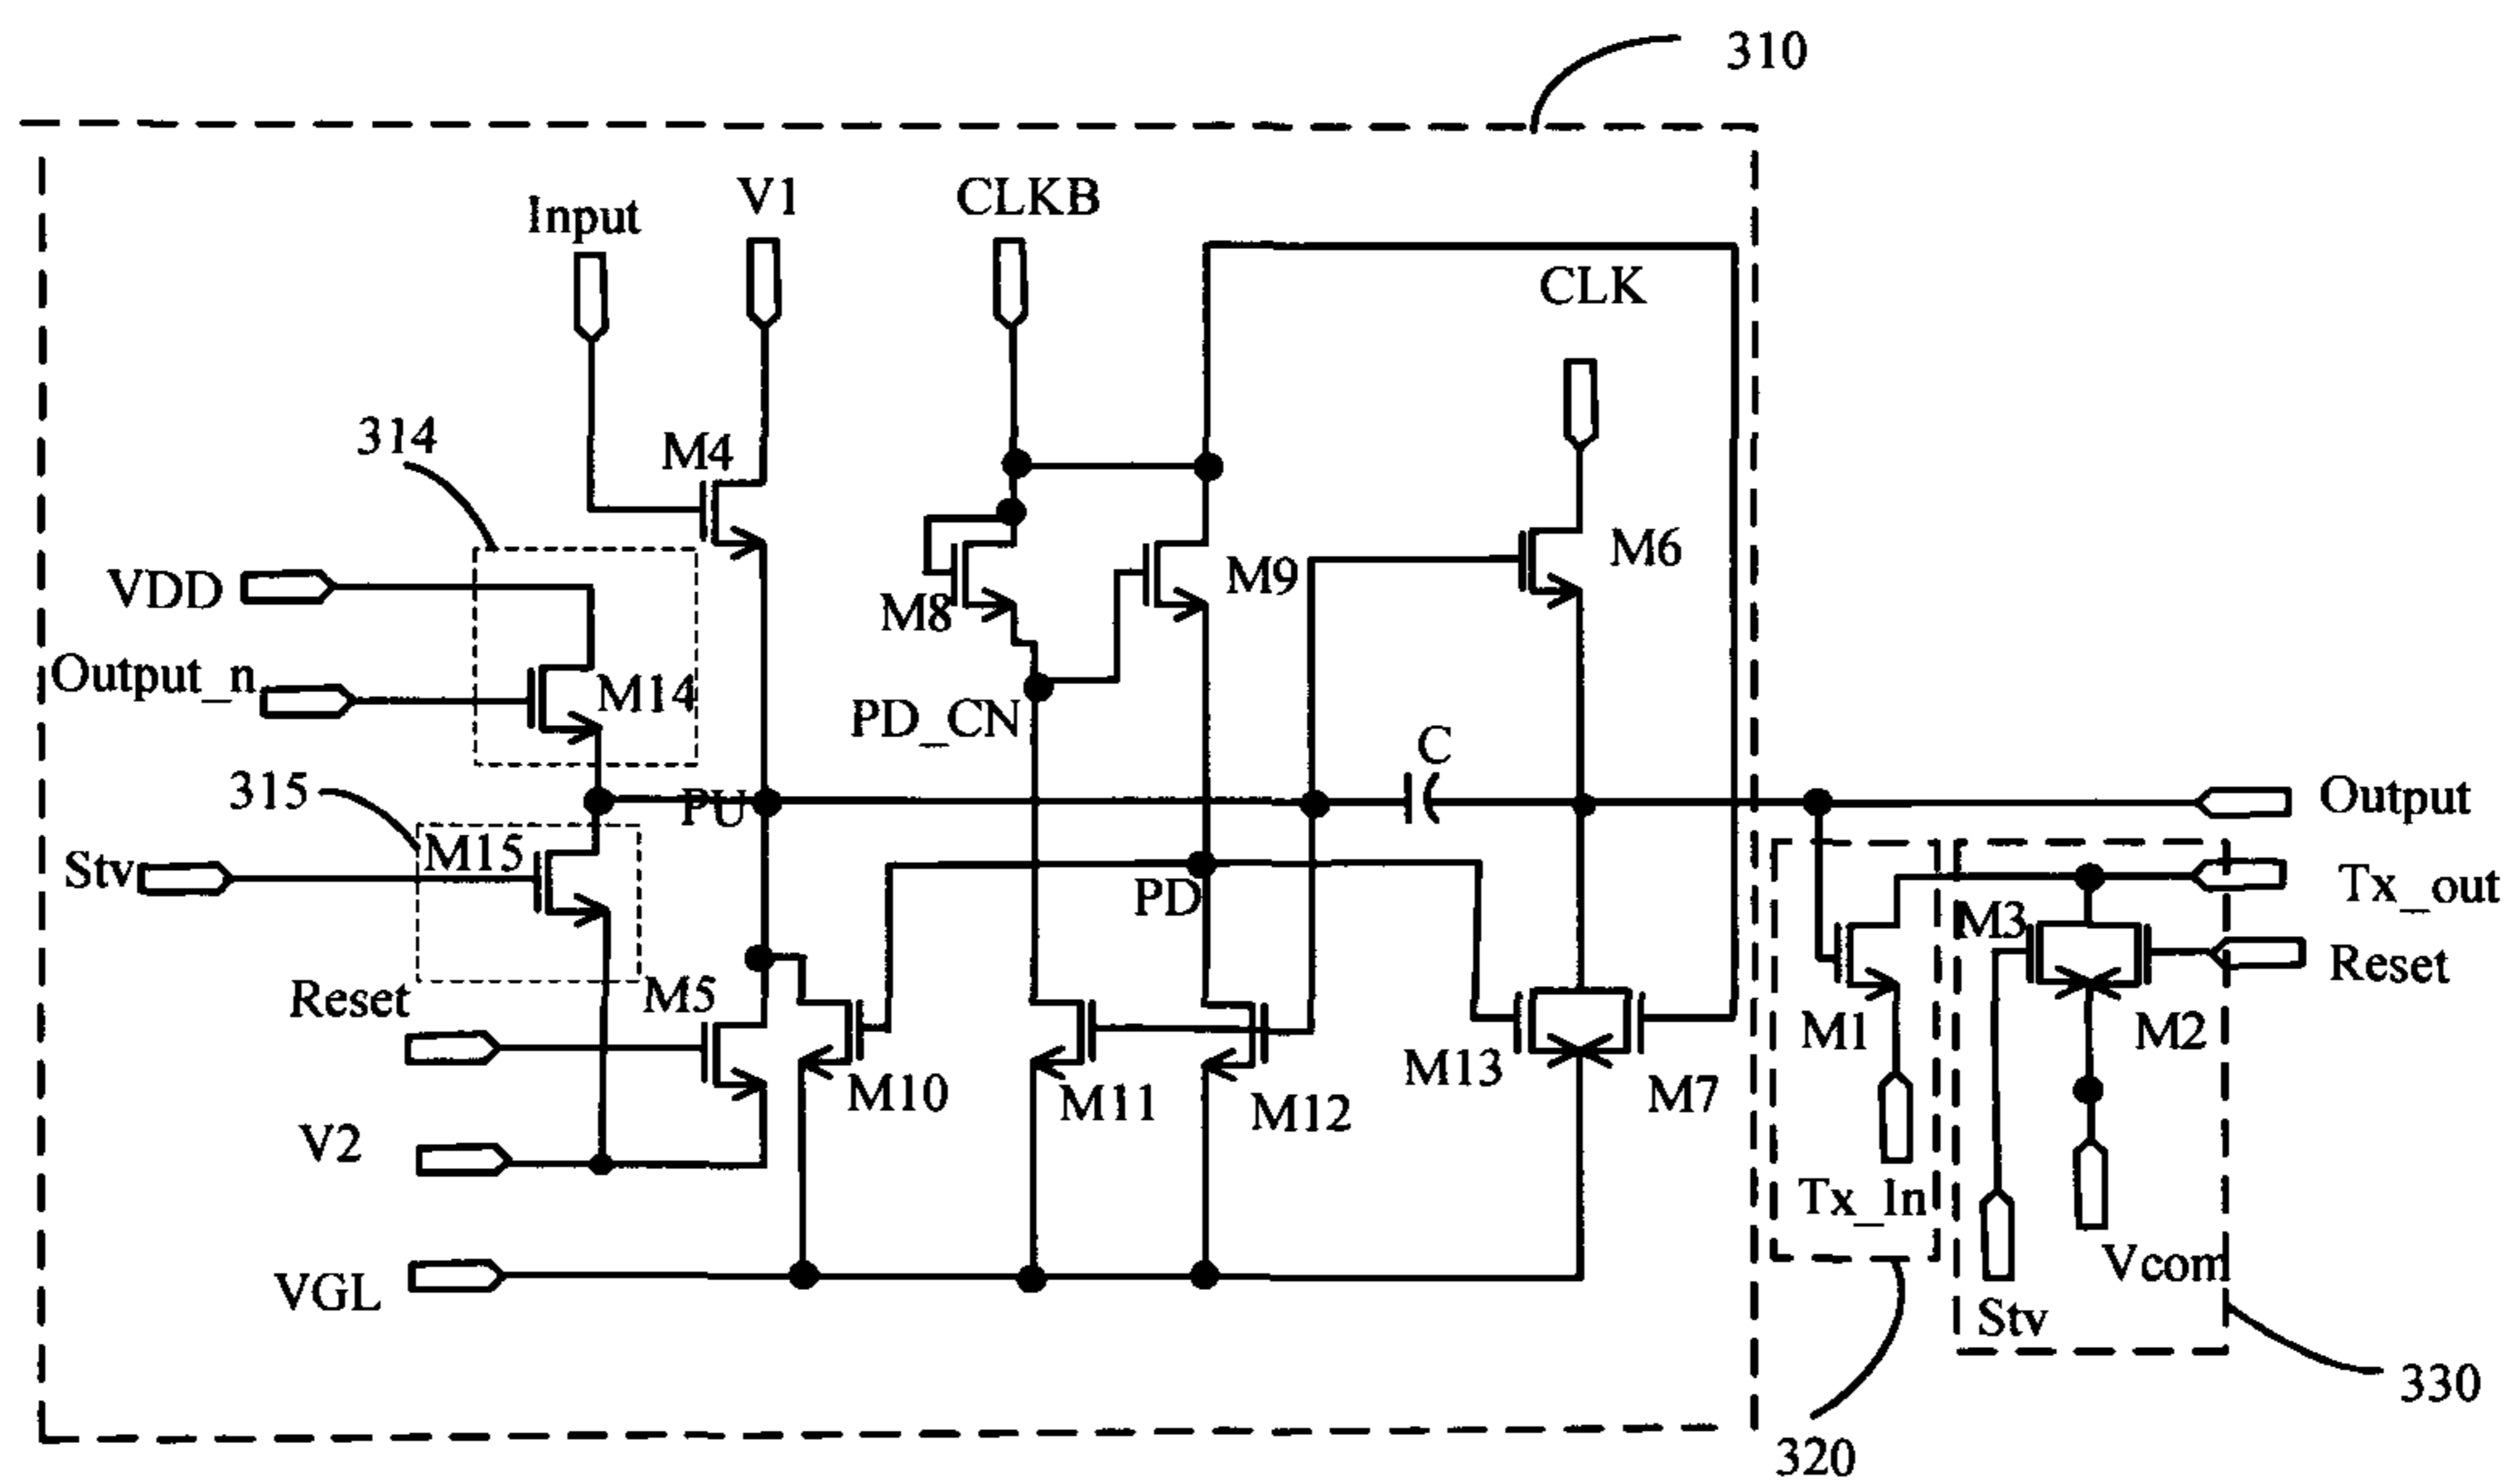 310
V1
CLKB
Input
CLK
314
M4
VDD
M8
M9
M6
Output_n
M14
PD_CN
C
315
PU
Output
Stv
M15
PD
Tx_out
M3
Reset
M5
Reset
M1
M2
M10
M11
M12
M13
M7
V2
Tx_In
VGL
Vcom
Stv
330
320